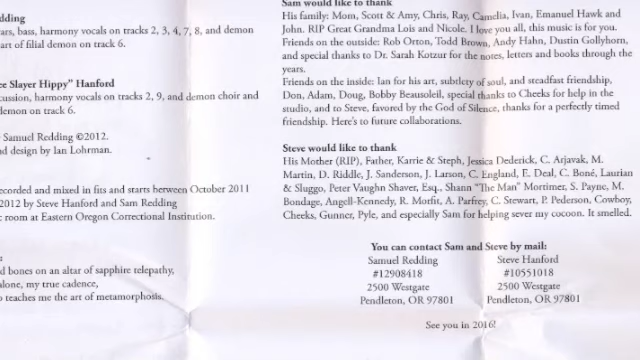 dding
ars, bass, harmony vocals on tracks 2, 3, 4, 7, 8, and demon
art of filial demon on track 6.
ee Slayer Hippy" Hanford
cussion, harmony vocals on tracks 2, 9, and demon choir and
demon on track 6.
Samuel Redding ©2012.
nd design by Ian Lohrman.
ecorded and mixed in fits and starts between October 2011
2012 by Steve Hanford and Sam Redding
c room at Eastern Oregon Correctional Institution.
d bones on an altar of sapphire telepathy,
alone, my true cadence,
o teaches me the art of metamorphosis.
Sam would like to thank
His family: Mom, Scott & Amy, Chris, Ray, Camelia, Ivan, Emanuel Hawk and
John. RIP Great Grandma Lois and Nicole. I love you all, this music is for you.
Friends on the outside: Rob Orton, Todd Brown, Andy Hahn, Dustin Gollyhorn,
and special thanks to Dr. Sarah Kotzur for the notes, letters and books through the
years.
Friends on the inside: Ian for his art, subtlety of soul, and steadfast friendship,
Don, Adam, Doug, Bobby Beausoleil, special thanks to Cheeks for help in the
studio, and to Steve, favored by the God of Silence, thanks for a perfectly timed
friendship. Here's to future collaborations.
Steve would like to thank
His Mother (RIP), Father, Karrie & Steph, Jessica Dederick, C. Arjavak, M.
Martin, D. Riddle, J. Sanderson, J. Larson, C. England, E. Deal, C. Boné, Laurian
& Sluggo, Peter Vaughn Shaver, Esq., Shann "The Man" Mortimer, S. Payne, M.
Bondage, Angell-Kennedy, R. Morfit, A. Parfrey, C. Stewart, P. Pederson, Cowboy,
Cheeks, Gunner, Pyle, and especially Sam for helping sever my cocoon. It smelled.
You can contact Sam and Steve by mail:
Samuel Redding Steve Hanford
#12908418 #10551018
2500 Westgate 2500 Westgate
Pendleton, OR 97801 Pendleton, OR 97801
See you in 2016!